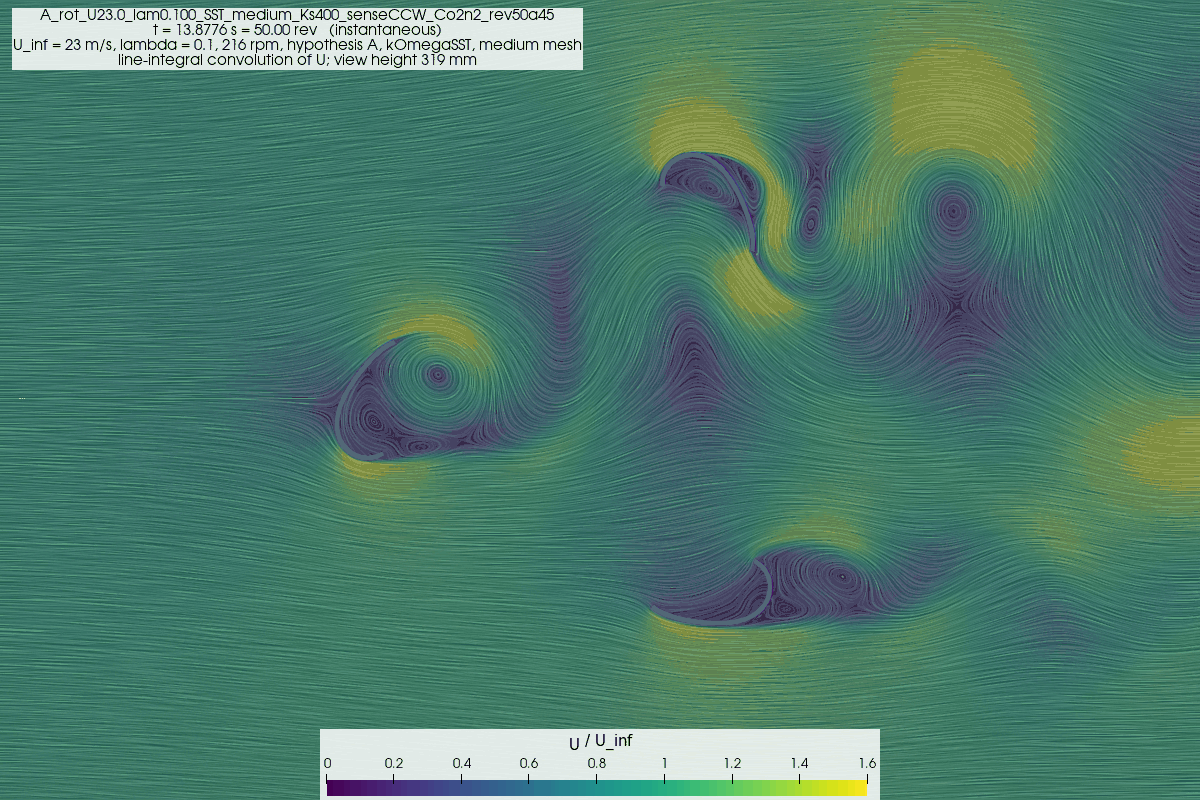 A_rot_U23.0_lam0.100_SST_medium_Ks400_senseCCW_Co2n2_rev50a45
t = 13.8776 s = 50.00 rev (instantaneous)
U_inf = 23 m/s, lambda = 0.1, 216 rpm, hypothesis A, kOmegaSST, medium mesh
line-integral convolution of U; view height 319 mm
U / U_inf
0 0.2 0.4 0.6 0.8 1 1.2 1.4 1.6